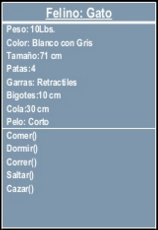 Felino: Gato
Peso: 10Lbs.
Color: Blanco con Gris
Tamaño:71 cm
Patas:4
Garras: Retractiles
Bigotes:10 cm
Cola:30 cm
Pelo: Corto
Comer()
Dormir()
Correr()
Saltar()
Cazar()